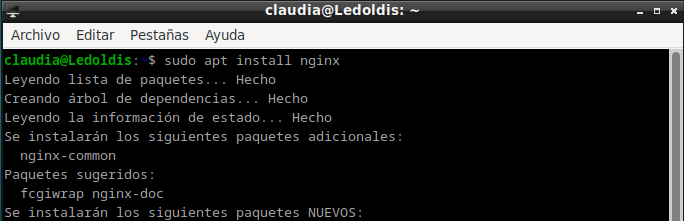 claudia@Ledoldis: ~
Archivo Editar Pestañas Ayuda
claudia@Ledoldis:~$ sudo apt install nginx
Leyendo lista de paquetes... Hecho
Creando árbol de dependencias... Hecho
Leyendo la información de estado... Hecho
Se instalarán los siguientes paquetes adicionales:
  nginx-common
Paquetes sugeridos:
  fcgiwrap nginx-doc
Se instalarán los siguientes paquetes NUEVOS: